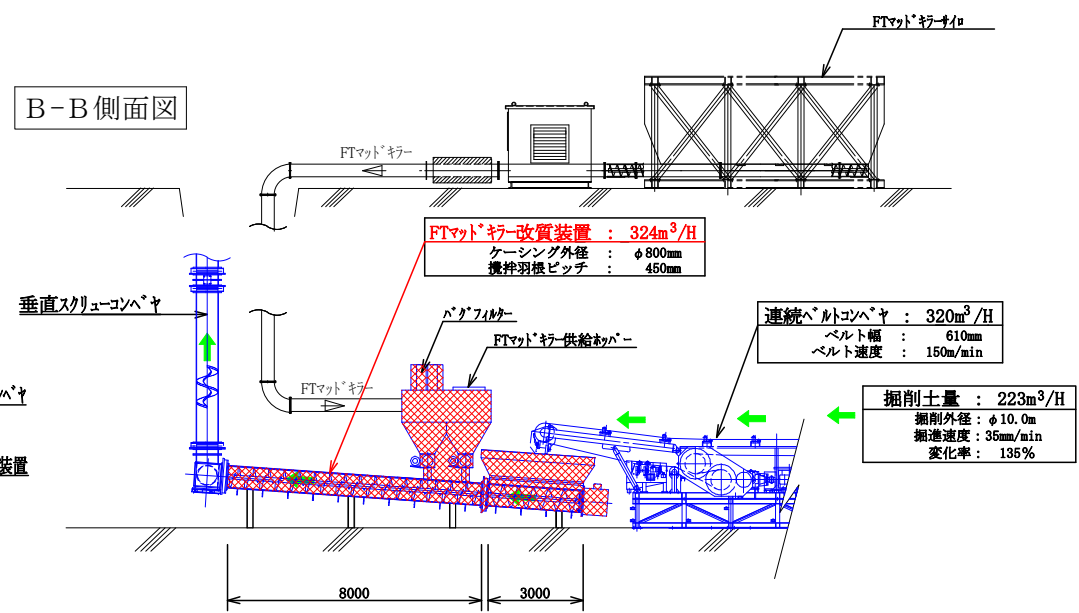 FTマッドキラーサイロ
B-B側面図
FTマッドキラー
FTマッドキラー改質装置 : 324m³/H
ケーシング外径 : φ800mm
攪拌羽根ピッチ : 450mm
垂直スクリューコンベヤ
バグフィルター
連続ベルトコンベヤ : 320m³/H
ベルト幅 : 610mm
ベルト速度 : 150m/min
FTマッドキラー供給ホッパー
FTマッドキラー
ベヤ
掘削土量 : 223m³/H
掘削外径 : φ10.0m
掘進速度 : 35mm/min
変化率 : 135%
装置
8000
3000